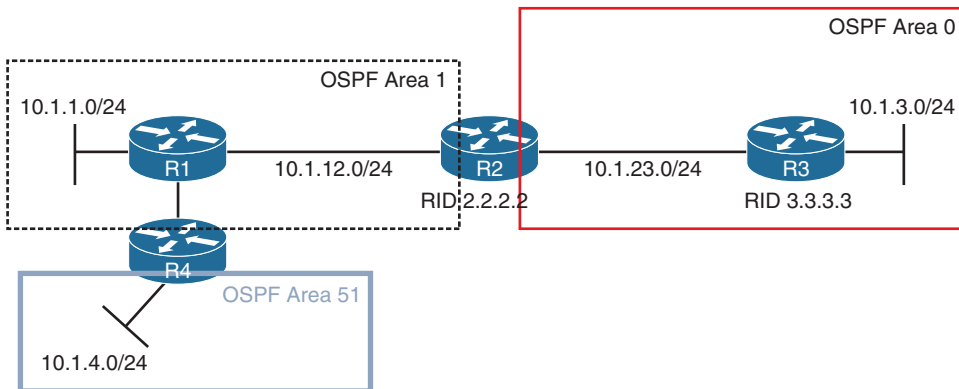 OSPF Area 0
OSPF Area 1
10.1.1.0/24
10.1.3.0/24
R1
10.1.12.0/24
R2
10.1.23.0/24
R3
RID 2.2.2.2
RID 3.3.3.3
R4
OSPF Area 51
10.1.4.0/24